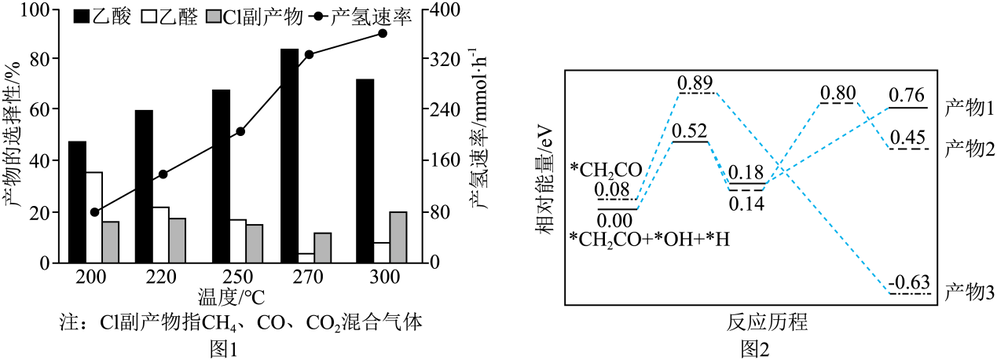 乙酸 乙醛 Cl副产物 产氢速率
产物的选择性/%
100
80
60
40
20
0
产氢速率/mmol·h⁻¹
400
320
240
160
80
0
200 220 250 270 300
温度/℃
注：Cl副产物指CH₄、CO、CO₂混合气体
图1
相对能量/eV
0.89
0.80
0.76
产物1
0.52
0.45
产物2
*CH₂CO
0.18
0.08
0.14
0.00
*CH₂CO+*OH+*H
-0.63
产物3
反应历程
图2